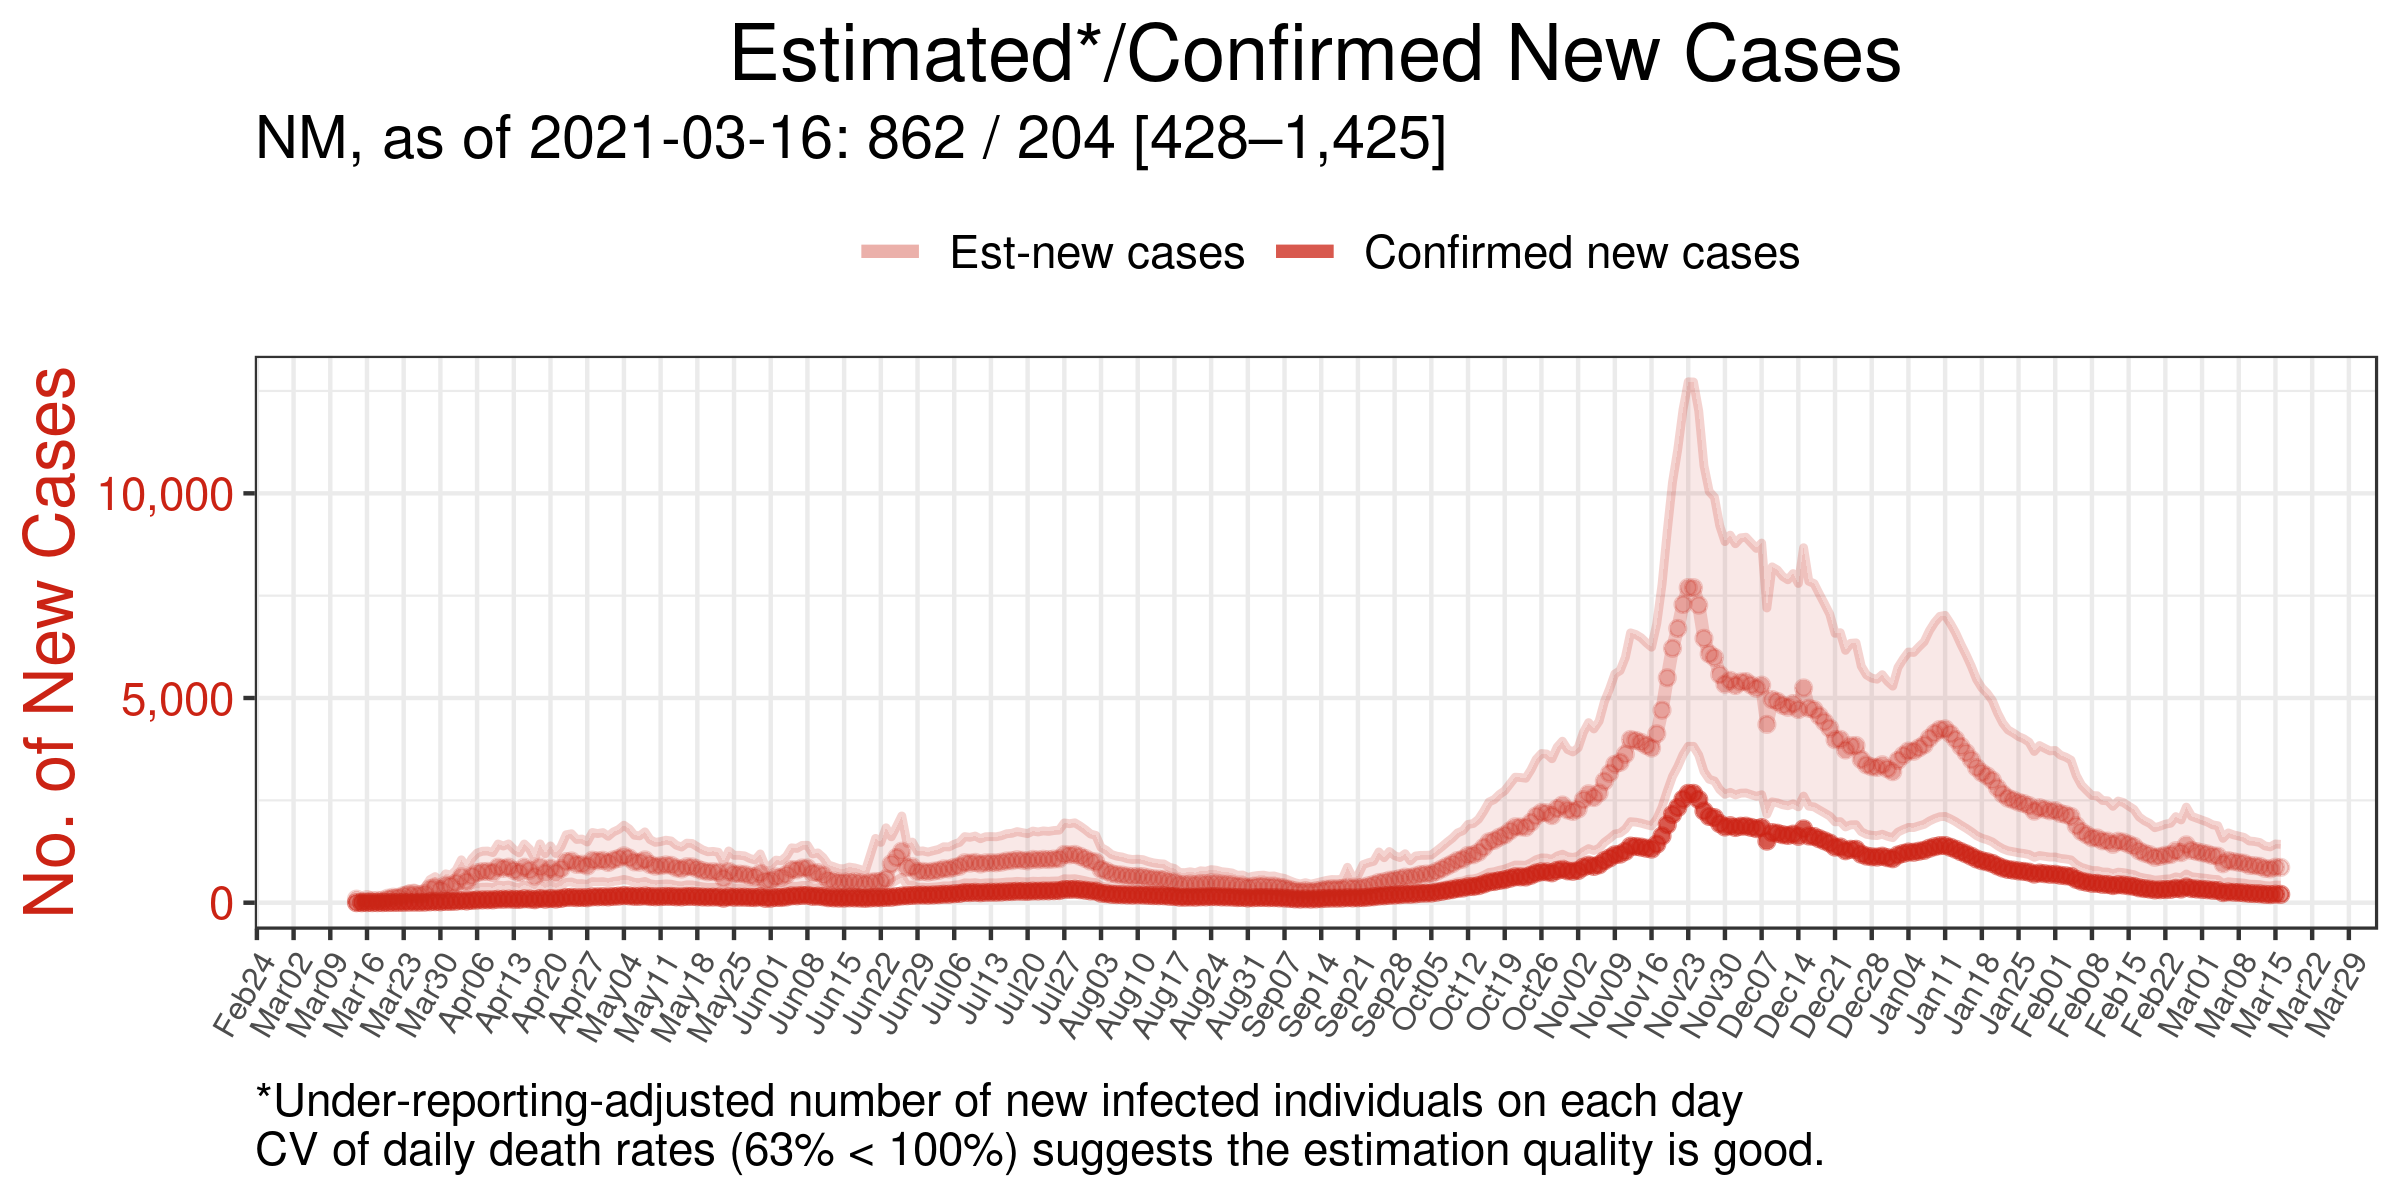 Estimated*/Confirmed New Cases
NM, as of 2021-03-16: 862 / 204 [428–1,425]
Est-new cases Confirmed new cases
No. of New Cases
10,000
5,000
0
Feb24 Mar02 Mar09 Mar16 Mar23 Mar30 Apr06 Apr13 Apr20 Apr27 May04 May11 May18 May25 Jun01 Jun08 Jun15 Jun22 Jun29 Jul06 Jul13 Jul20 Jul27 Aug03 Aug10 Aug17 Aug24 Aug31 Sep07 Sep14 Sep21 Sep28 Oct05 Oct12 Oct19 Oct26 Nov02 Nov09 Nov16 Nov23 Nov30 Dec07 Dec14 Dec21 Dec28 Jan04 Jan11 Jan18 Jan25 Feb01 Feb08 Feb15 Feb22 Mar01 Mar08 Mar15 Mar22 Mar29
*Under-reporting-adjusted number of new infected individuals on each day
CV of daily death rates (63% < 100%) suggests the estimation quality is good.